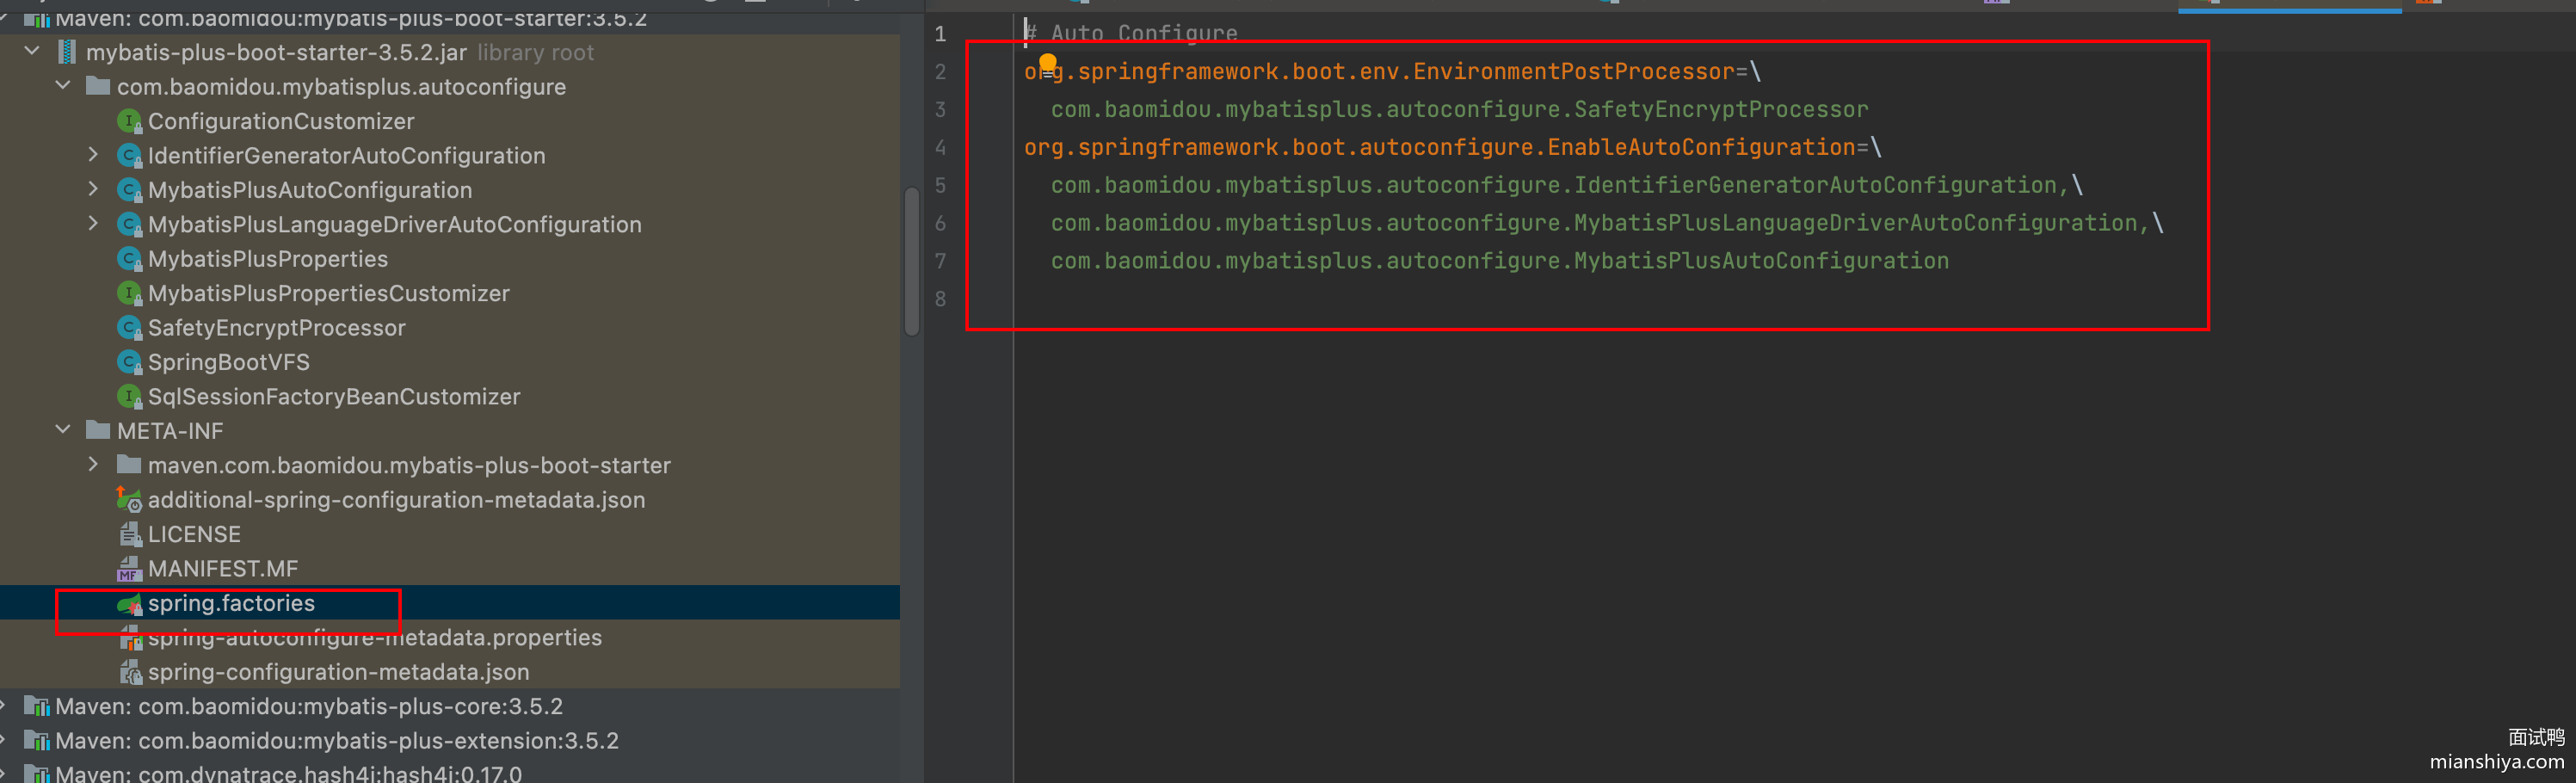 Maven: com.baomidou:mybatis-plus-boot-starter:3.5.2
mybatis-plus-boot-starter-3.5.2.jar library root
com.baomidou.mybatisplus.autoconfigure
ConfigurationCustomizer
IdentifierGeneratorAutoConfiguration
MybatisPlusAutoConfiguration
MybatisPlusLanguageDriverAutoConfiguration
MybatisPlusProperties
MybatisPlusPropertiesCustomizer
SafetyEncryptProcessor
SpringBootVFS
SqlSessionFactoryBeanCustomizer
META-INF
maven.com.baomidou.mybatis-plus-boot-starter
additional-spring-configuration-metadata.json
LICENSE
MANIFEST.MF
spring.factories
spring-autoconfigure-metadata.properties
spring-configuration-metadata.json
Maven: com.baomidou:mybatis-plus-core:3.5.2
Maven: com.baomidou:mybatis-plus-extension:3.5.2
Maven: com.dynatrace.hash4j:hash4j:0.17.0
1 # Auto Configure
2 org.springframework.boot.env.EnvironmentPostProcessor=\
3 com.baomidou.mybatisplus.autoconfigure.SafetyEncryptProcessor
4 org.springframework.boot.autoconfigure.EnableAutoConfiguration=\
5 com.baomidou.mybatisplus.autoconfigure.IdentifierGeneratorAutoConfiguration,\
6 com.baomidou.mybatisplus.autoconfigure.MybatisPlusLanguageDriverAutoConfiguration,\
7 com.baomidou.mybatisplus.autoconfigure.MybatisPlusAutoConfiguration
8
面试鸭
mianshiya.com